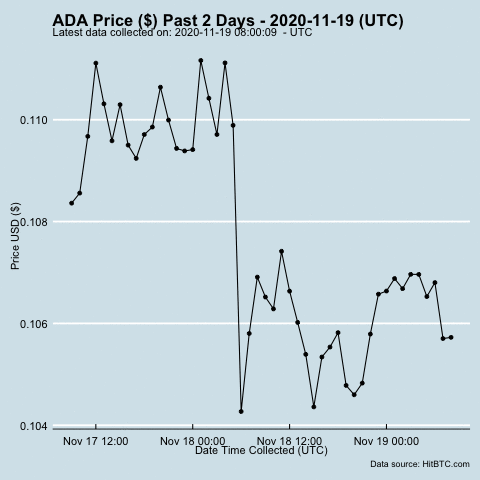 ADA Price ($) Past 2 Days - 2020-11-19 (UTC)
Latest data collected on: 2020-11-19 08:00:09  - UTC
0.110
0.108
Price USD ($)
0.106
0.104
Nov 17 12:00 Nov 18 00:00 Nov 18 12:00 Nov 19 00:00
Date Time Collected (UTC)
Data source: HitBTC.com